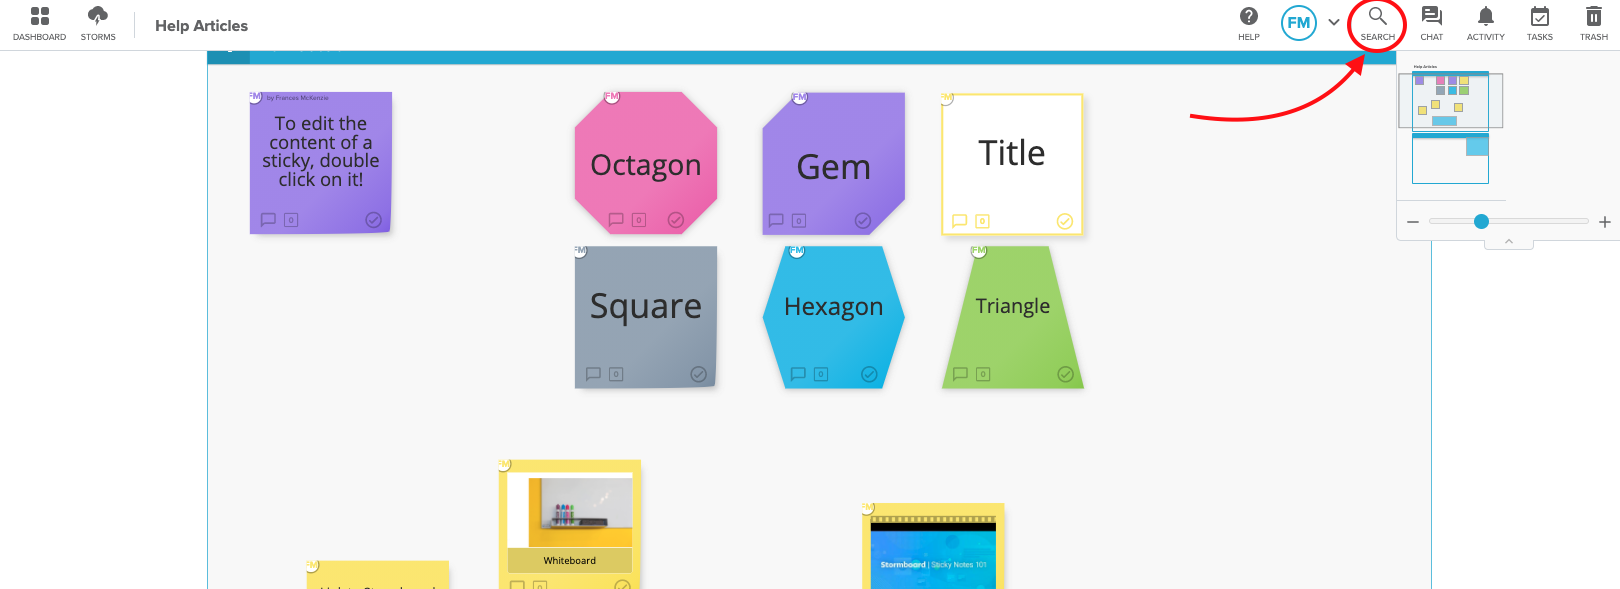 DASHBOARD
STORMS
Help Articles
HELP
FM
SEARCH
CHAT
ACTIVITY
TASKS
TRASH
Help Articles
FM
by Frances McKenzie
To edit the
content of a
sticky, double
click on it!
0
FM
Octagon
0
FM
Gem
0
FM
Title
0
FM
Square
0
FM
Hexagon
0
FM
Triangle
0
FM
Whiteboard
0
FM
Stormboard | Sticky Notes 101
FM